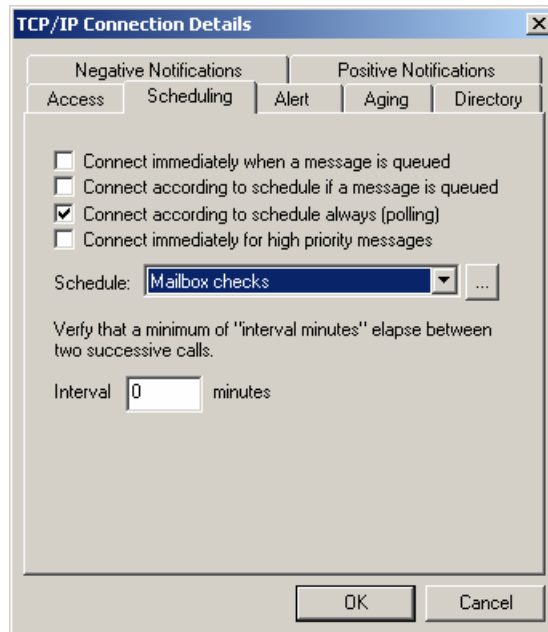 TCP/IP Connection Details
Negative Notifications
Positive Notifications
Access
Scheduling
Alert
Aging
Directory
Connect immediately when a message is queued
Connect according to schedule if a message is queued
Connect according to schedule always (polling)
Connect immediately for high priority messages
Schedule: Mailbox checks ...
Verfy that a minimum of "interval minutes" elapse between
two successive calls.
Interval 0 minutes
OK
Cancel